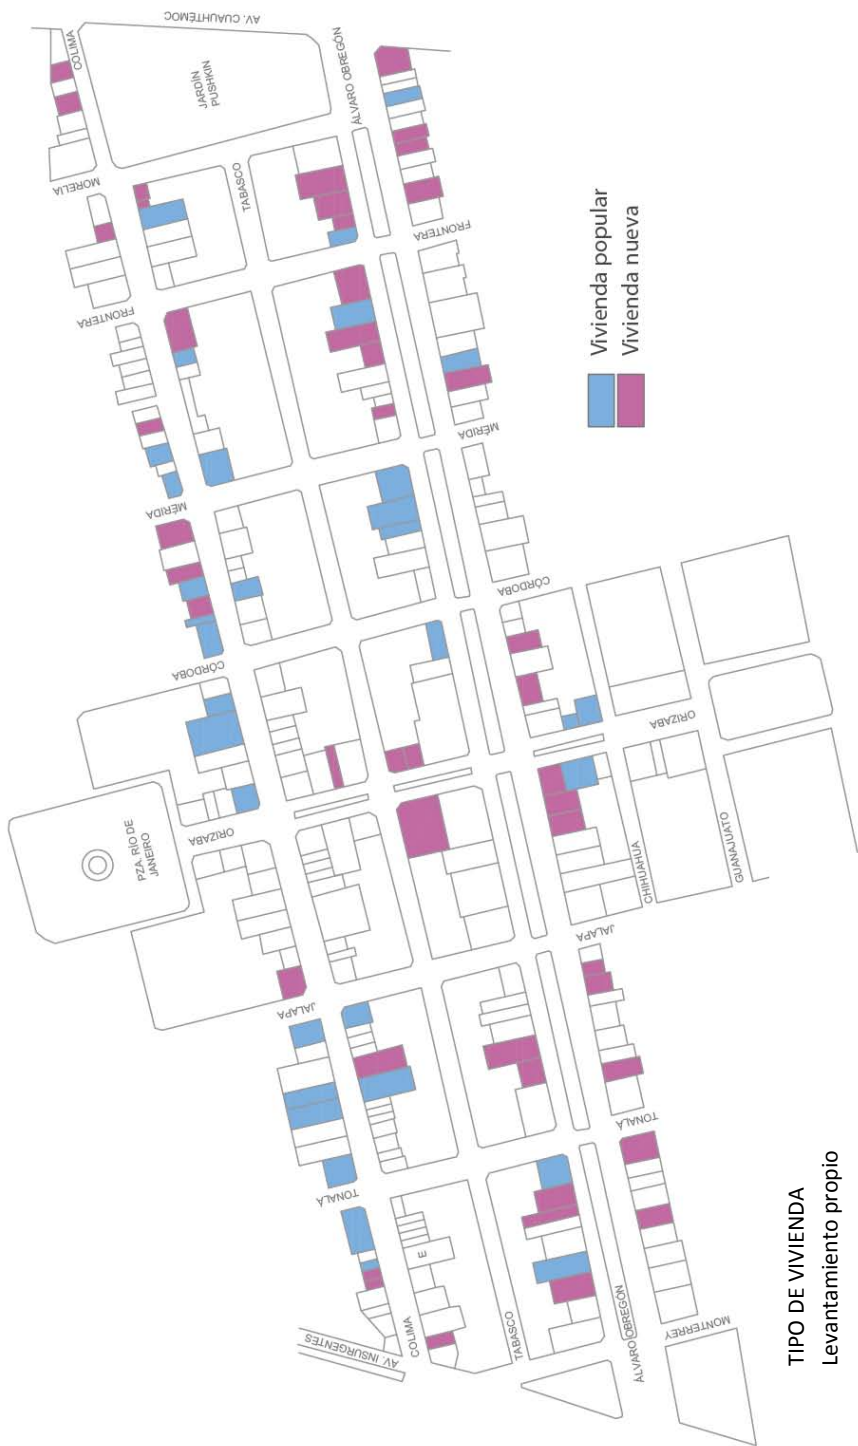 AV. CUAUHTÉMOC
COLIMA
JARDÍN
PUSHKIN
ÁLVARO OBREGÓN
MORELIA
TABASCO
FRONTERA
FRONTERA
MÉRIDA
MÉRIDA
CÓRDOBA
CÓRDOBA
ORIZABA
ORIZABA
PZA. RÍO DE
JANEIRO
CHIHUAHUA
GUANAJUATO
JALAPA
JALAPA
TONALÁ
TONALÁ
E
AV. INSURGENTES
COLIMA
TABASCO
ÁLVARO OBREGÓN
MONTERREY
Vivienda popular
Vivienda nueva
TIPO DE VIVIENDA
Levantamiento propio